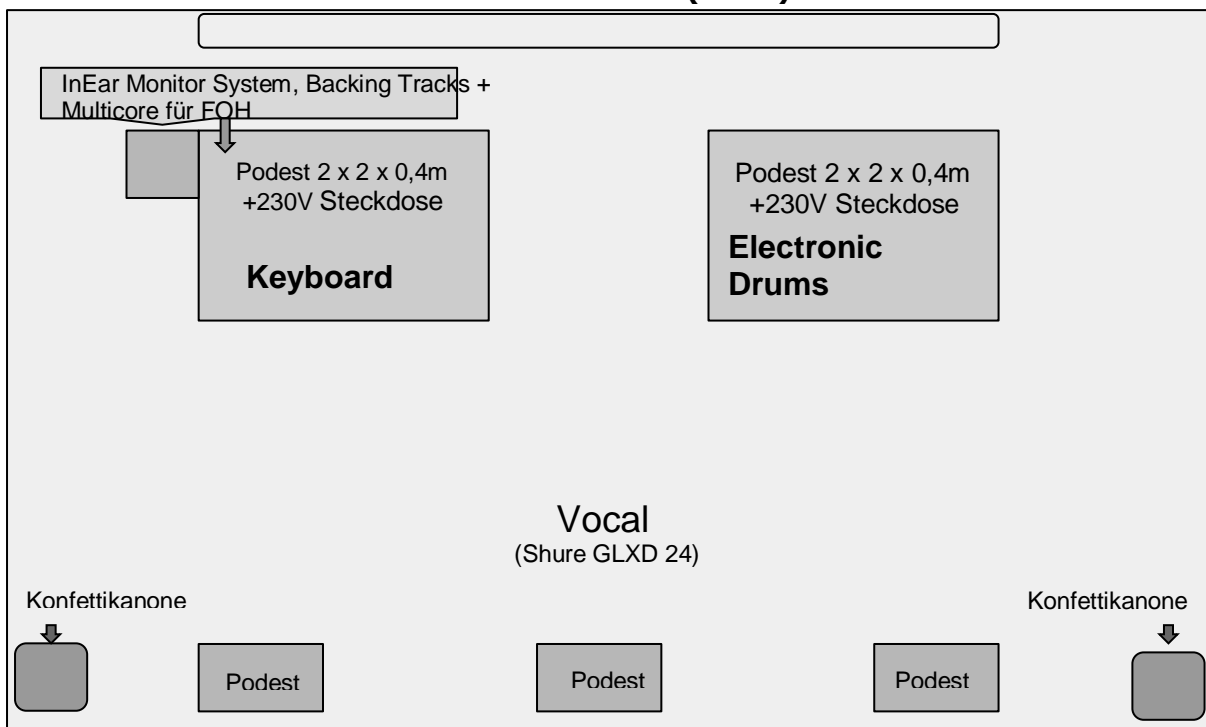 InEar Monitor System, Backing Tracks +
Multicore für FOH
Podest 2 x 2 x 0,4m
+230V Steckdose
Keyboard
Podest 2 x 2 x 0,4m
+230V Steckdose
Electronic
Drums
Vocal
(Shure GLXD 24)
Konfettikanone
Konfettikanone
Podest
Podest
Podest